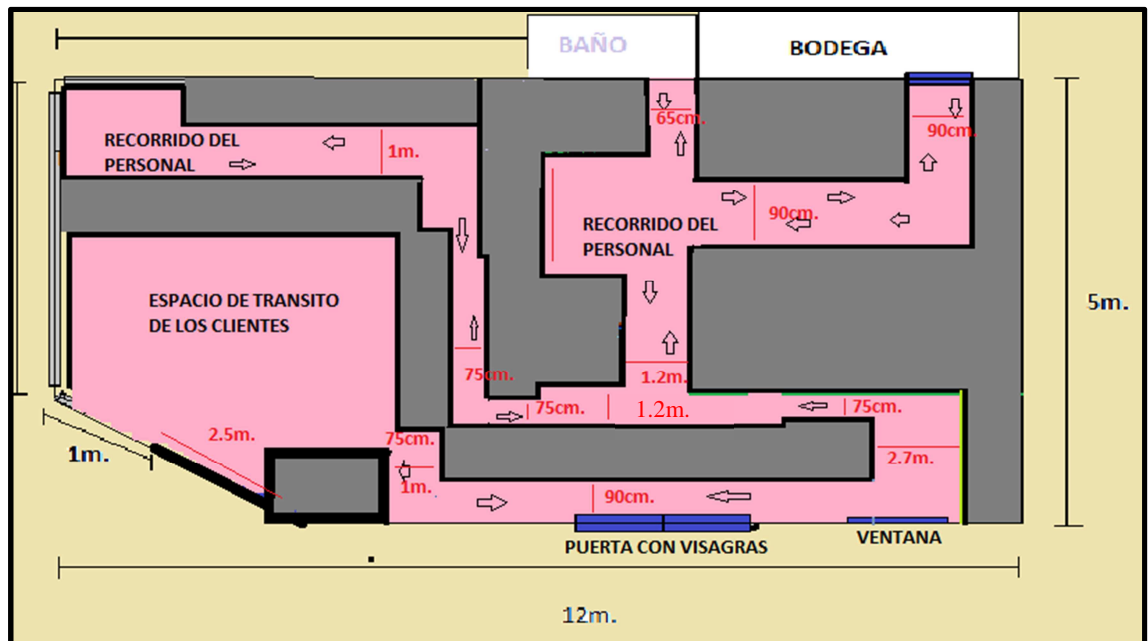 BAÑO
BODEGA
65cm.
90cm.
RECORRIDO DEL
PERSONAL
1m.
90cm.
RECORRIDO DEL
PERSONAL
ESPACIO DE TRANSITO
DE LOS CLIENTES
5m.
75cm.
1.2m.
75cm.
1.2m.
75cm.
2.5m.
75cm.
1m.
2.7m.
1m.
90cm.
VENTANA
PUERTA CON VISAGRAS
12m.